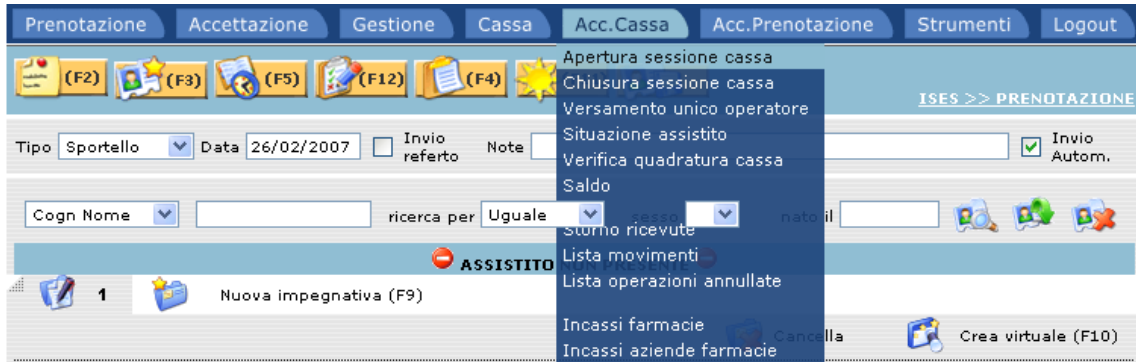 Prenotazione Accettazione Gestione Cassa Acc.Cassa Acc.Prenotazione Strumenti Logout
(F2) (F3) (F5) (F12) (F4)
ISES >> PRENOTAZIONE
Apertura sessione cassa
Chiusura sessione cassa
Versamento unico operatore
Situazione assistito
Verifica quadratura cassa
Saldo
Storno ricevute
Lista movimenti
Lista operazioni annullate
Incassi farmacie
Incassi aziende farmacie
Tipo Sportello Data 26/02/2007 Invio referto Note Invio Autom.
Cogn Nome ricerca per Uguale sesso nato il
ASSISTITO NON PRESENTE
1 Nuova impegnativa (F9)
Cancella Crea virtuale (F10)